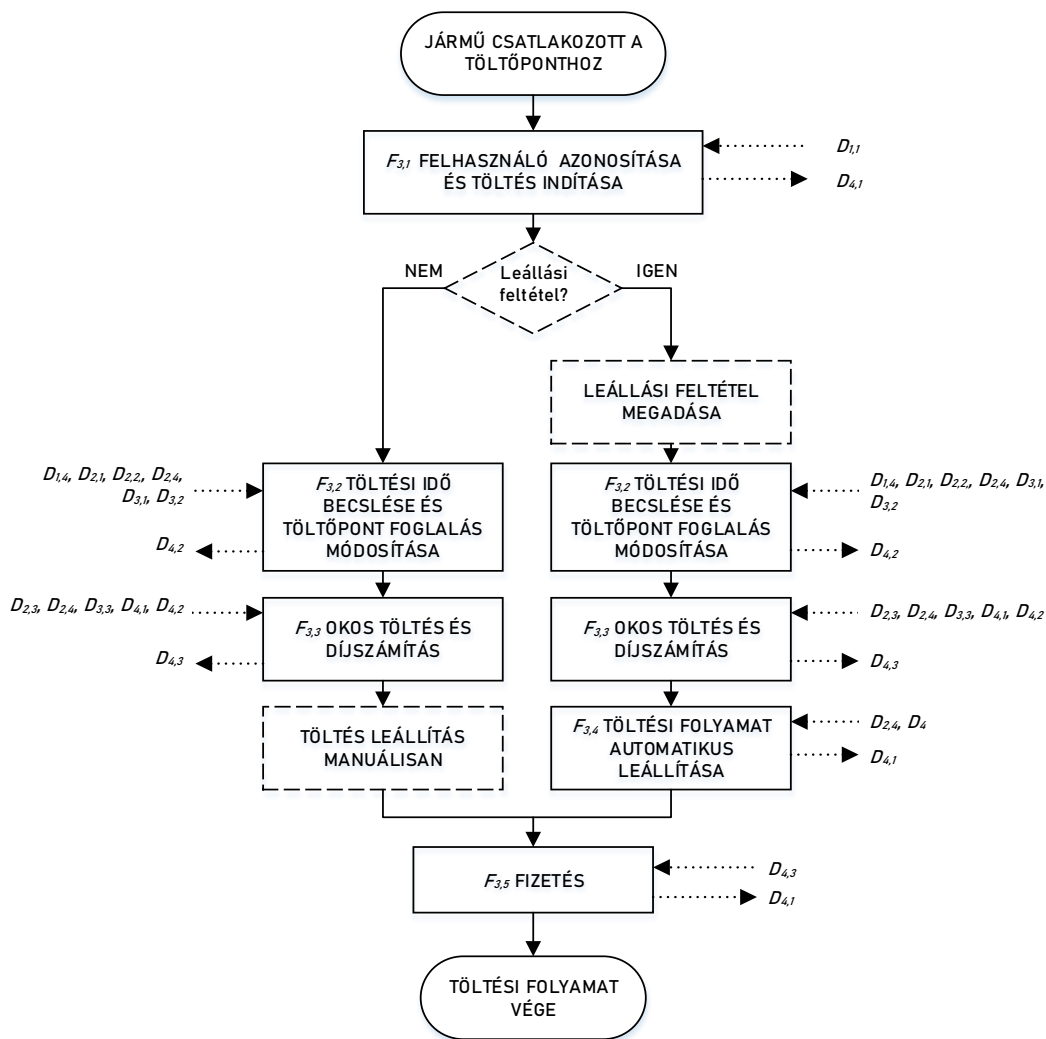 JÁRMŰ CSATLAKOZOTT A
TÖLTŐPONTHOZ
F3,1 FELHASZNÁLÓ AZONOSÍTÁSA
ÉS TÖLTÉS INDÍTÁSA
D1,1
D4,1
NEM
Leállási
feltétel?
IGEN
LEÁLLÁSI FELTÉTEL
MEGADÁSA
D1,4, D2,1, D2,2, D2,4,
D3,1, D3,2
D4,2
F3,2 TÖLTÉSI IDŐ
BECSLÉSE ÉS
TÖLTŐPONT FOGLALÁS
MÓDOSÍTÁSA
F3,2 TÖLTÉSI IDŐ
BECSLÉSE ÉS
TÖLTŐPONT FOGLALÁS
MÓDOSÍTÁSA
D1,4, D2,1, D2,2, D2,4, D3,1,
D3,2
D4,2
D2,3, D2,4, D3,3, D4,1, D4,2
D4,3
F3,3 OKOS TÖLTÉS ÉS
DÍJSZÁMÍTÁS
F3,3 OKOS TÖLTÉS ÉS
DÍJSZÁMÍTÁS
D2,3, D2,4, D3,3, D4,1, D4,2
D4,3
TÖLTÉS LEÁLLÍTÁS
MANUÁLISAN
F3,4 TÖLTÉSI FOLYAMAT
AUTOMATIKUS
LEÁLLÍTÁSA
D2,4, D4
D4,1
F3,5 FIZETÉS
D4,3
D4,1
TÖLTÉSI FOLYAMAT
VÉGE